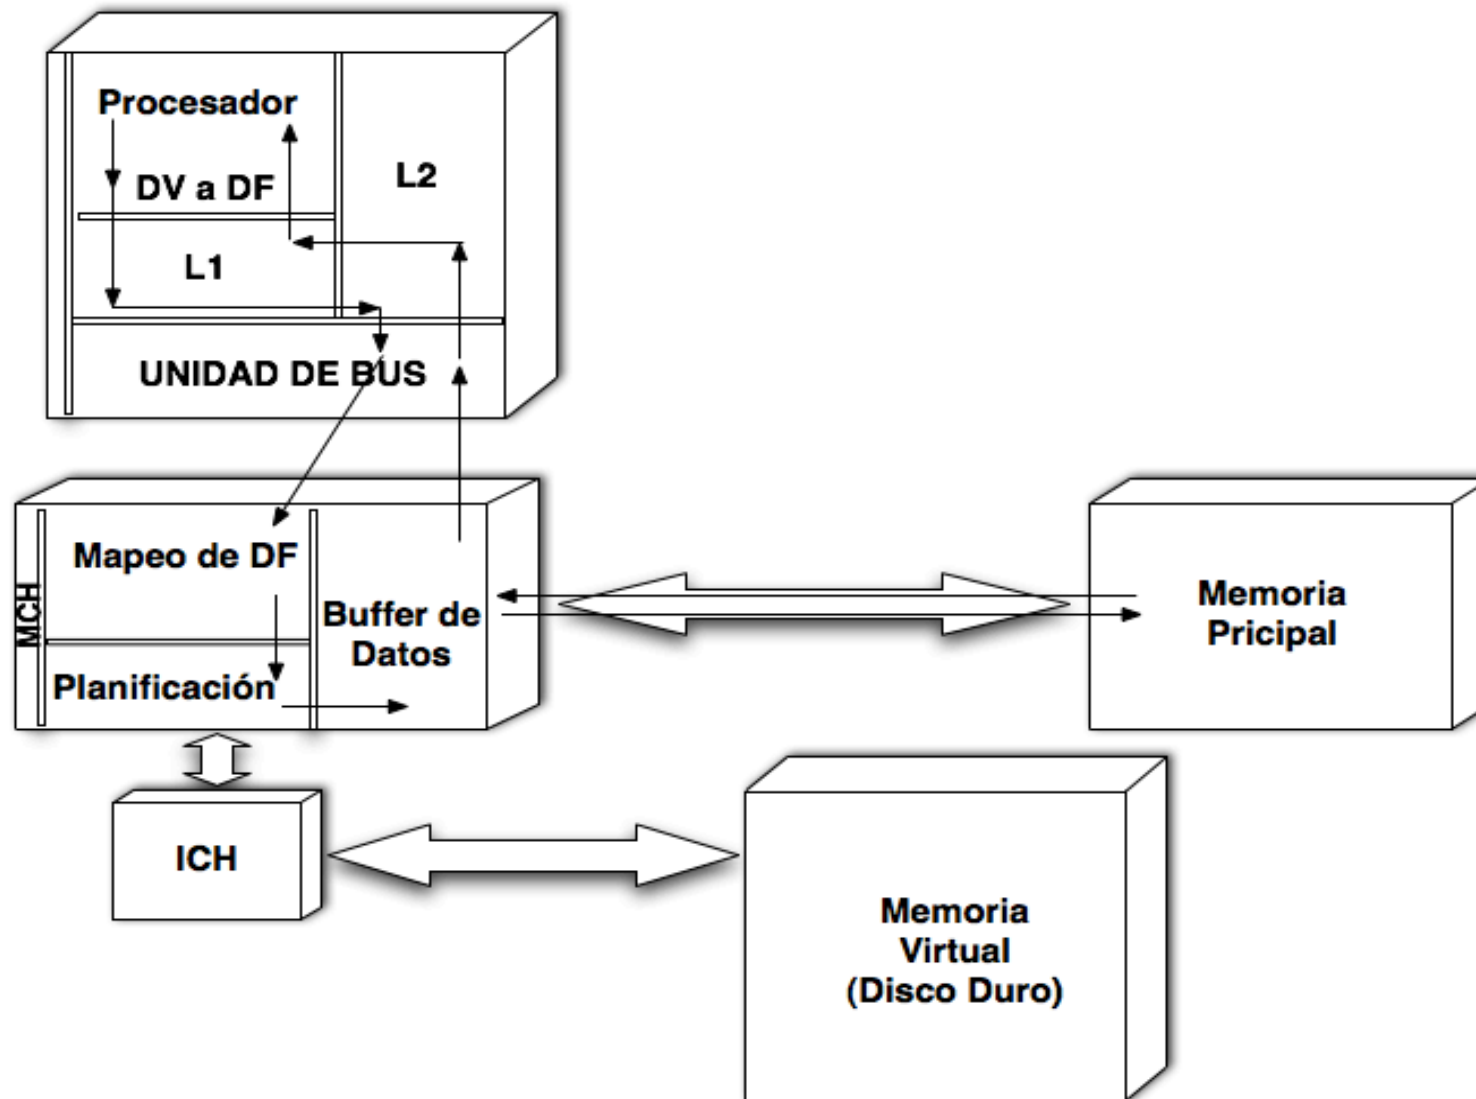 Procesador
DV a DF
L2
L1
UNIDAD DE BUS
MCH
Mapeo de DF
Buffer de
Datos
Planificación
Memoria
Pricipal
ICH
Memoria
Virtual
(Disco Duro)